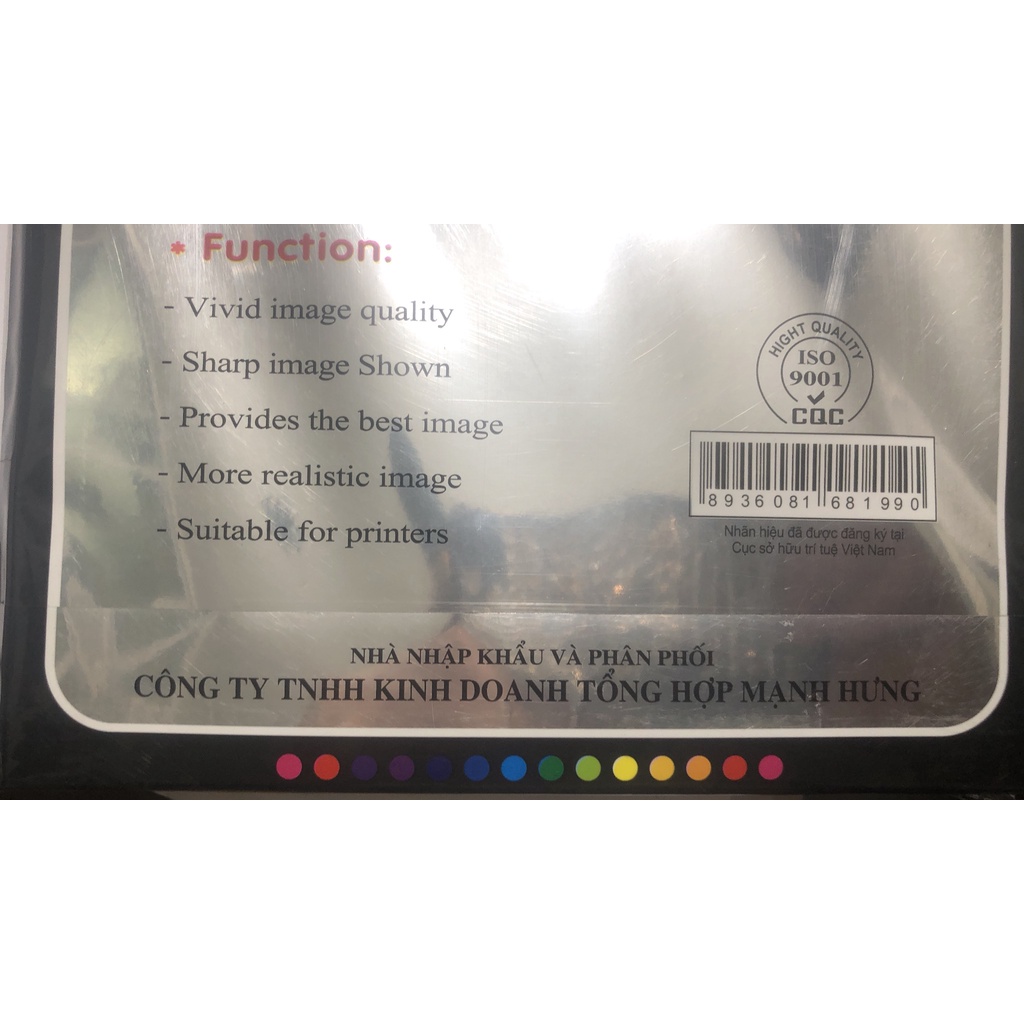 * Function:
- Vivid image quality
- Sharp image Shown
- Provides the best image
- More realistic image
- Suitable for printers
HIGHT QUALITY
ISO
9001
CQC
8936081681990
Nhãn hiệu đã được đăng ký tại
Cục sở hữu trí tuệ Việt Nam
NHÀ NHẬP KHẨU VÀ PHÂN PHỐI
CÔNG TY TNHH KINH DOANH TỔNG HỢP MẠNH HƯNG